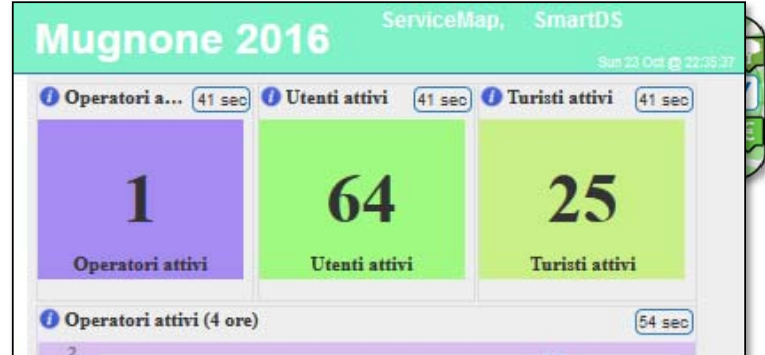 ServiceMap, SmartDS
Mugnone 2016
Sun 23 Oct @ 22:35:37
Operatori a... 41 sec Utenti attivi 41 sec Turisti attivi 41 sec
1 64 25
Operatori attivi Utenti attivi Turisti attivi
Operatori attivi (4 ore) 54 sec
2